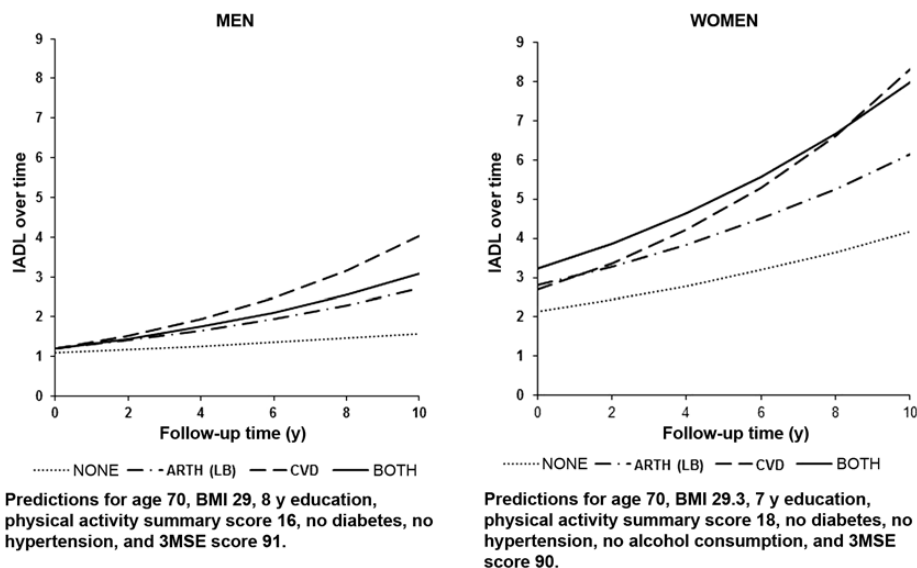 MEN
9
8
7
6
5
4
3
2
1
0
IADL over time
0 2 4 6 8 10
Follow-up time (y)
NONE ARTH (LB) CVD BOTH
Predictions for age 70, BMI 29, 8 y education,
physical activity summary score 16, no diabetes, no
hypertension, and 3MSE score 91.
WOMEN
9
8
7
6
5
4
3
2
1
0
IADL over time
0 2 4 6 8 10
Follow-up time (y)
NONE ARTH (LB) CVD BOTH
Predictions for age 70, BMI 29.3, 7 y education,
physical activity summary score 18, no diabetes, no
hypertension, no alcohol consumption, and 3MSE
score 90.